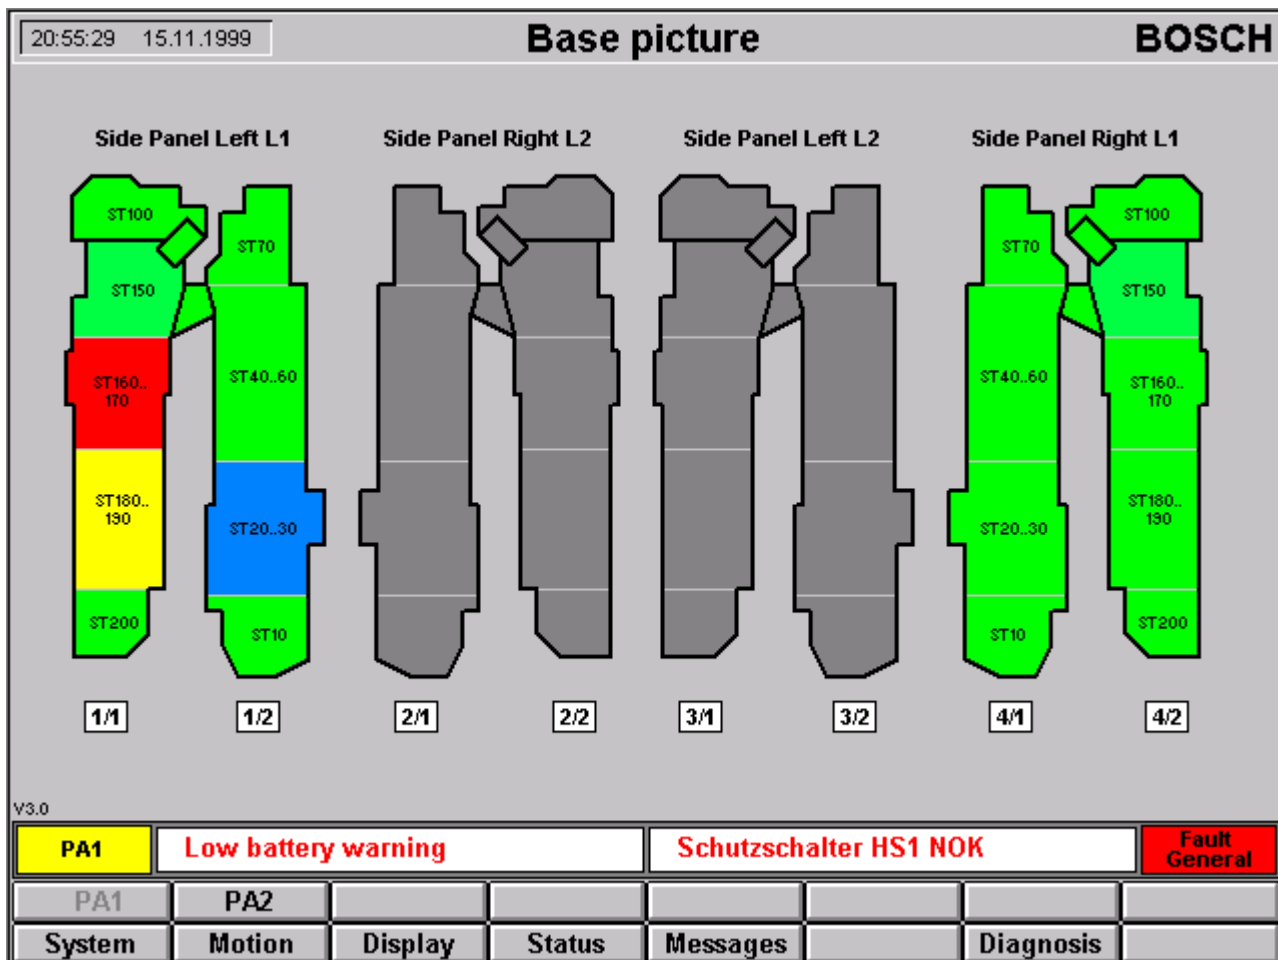 20:55:29 15.11.1999
Base picture
BOSCH
Side Panel Left L1
Side Panel Right L2
Side Panel Left L2
Side Panel Right L1
ST100
ST70
ST150
ST160..
170
ST40..60
ST180..
190
ST20..30
ST200
ST10
ST70
ST100
ST150
ST40..60
ST160..
170
ST20..30
ST180..
190
ST10
ST200
1/1
1/2
2/1
2/2
3/1
3/2
4/1
4/2
V3.0
PA1
Low battery warning
Schutzschalter HS1 NOK
Fault
General
PA1
PA2
System
Motion
Display
Status
Messages
Diagnosis